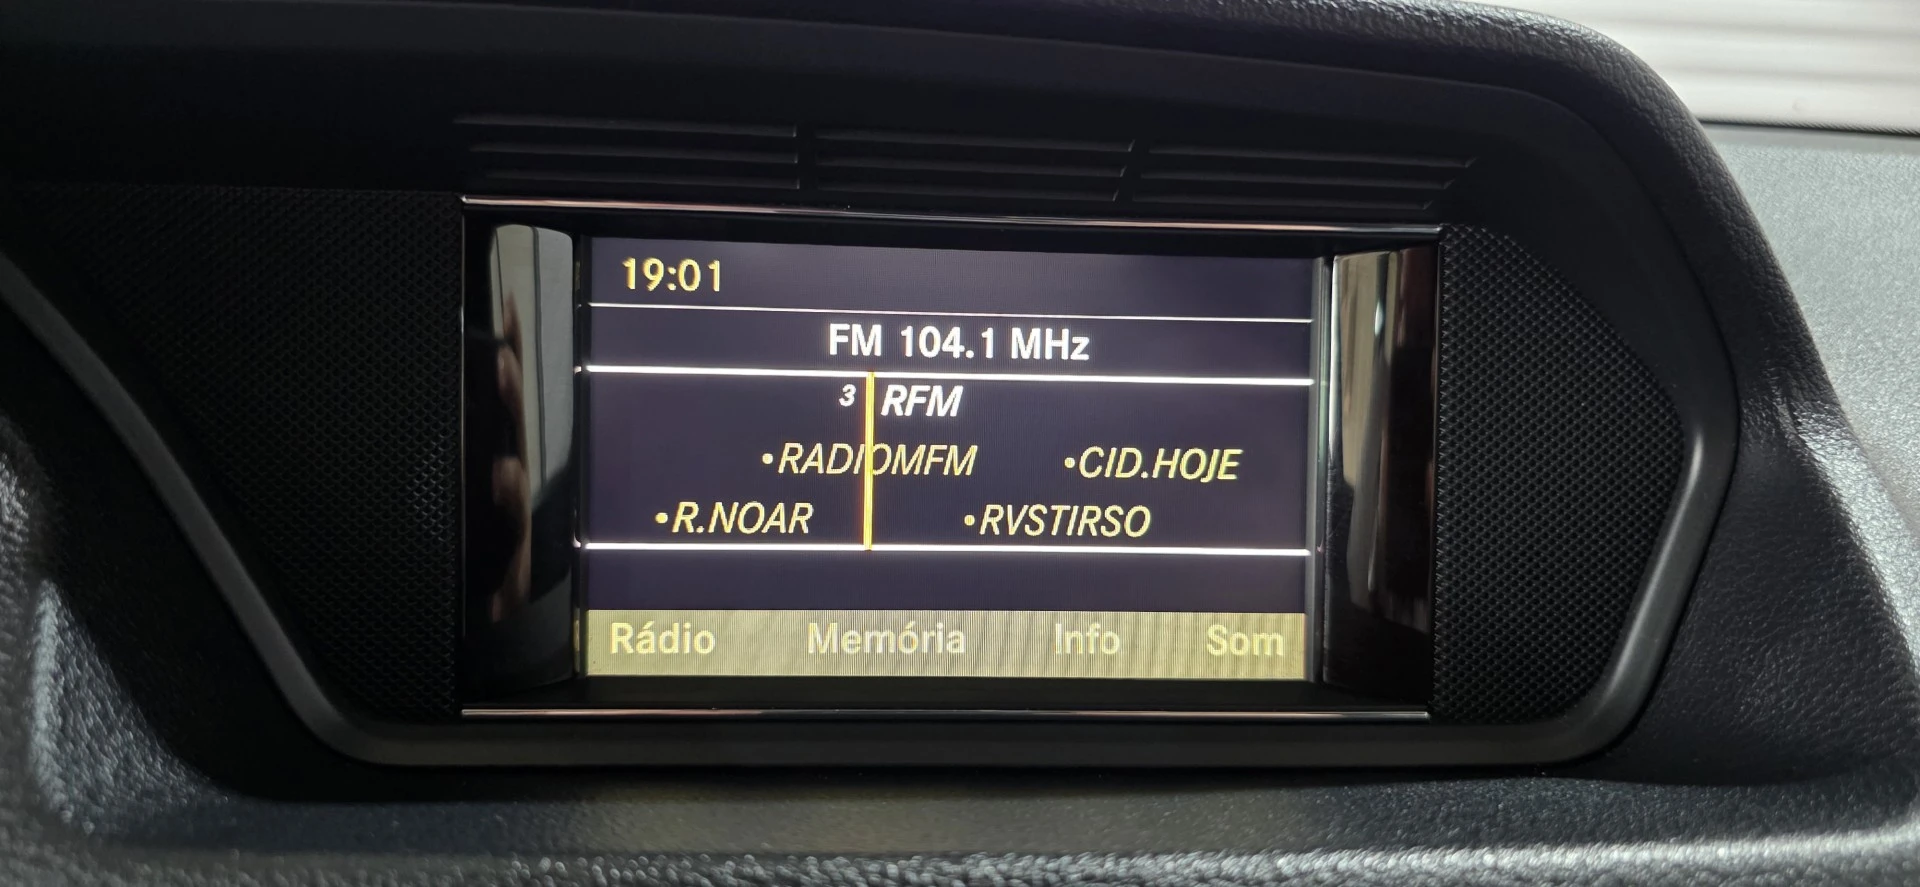 19:01
FM 104.1 MHz
3 RFM
•RADIOMFM •CID.HOJE
•R.NOAR •RVSTIRSO
Rádio Memória Info Som